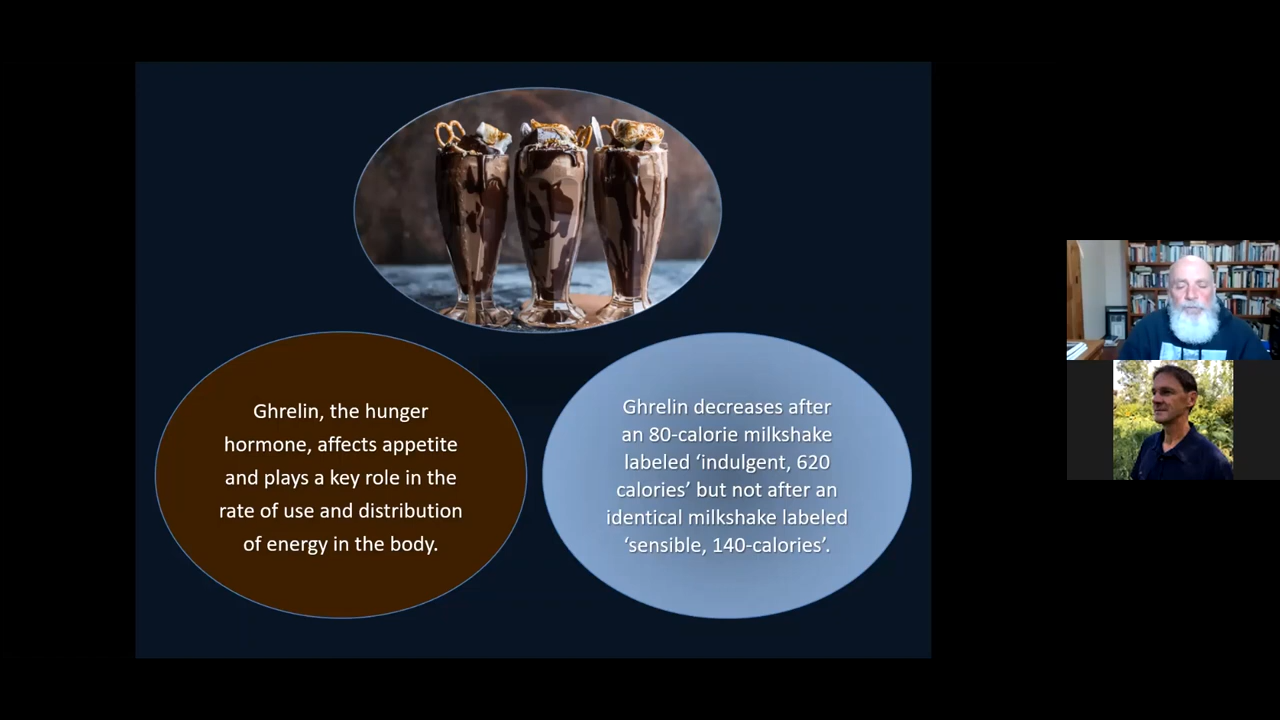 Ghrelin, the hunger
hormone, affects appetite
and plays a key role in the
rate of use and distribution
of energy in the body.
Ghrelin decreases after
an 80-calorie milkshake
labeled ‘indulgent, 620
calories’ but not after an
identical milkshake labeled
‘sensible, 140-calories’.